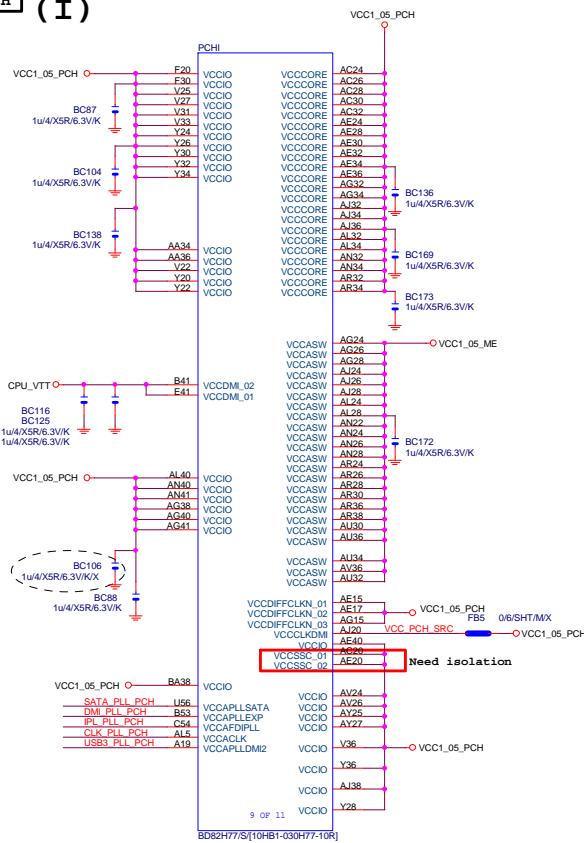 H (I)
VCC1_05_PCH
PCHI
VCC1_05_PCH
F20 VCCIO VCCCORE AC24
F30 VCCIO VCCCORE AC26
V25 VCCIO VCCCORE AC28
V27 VCCIO VCCCORE AC30
V31 VCCIO VCCCORE AC32
V33 VCCIO VCCCORE AE24
Y24 VCCIO VCCCORE AE28
Y26 VCCIO VCCCORE AE30
Y30 VCCIO VCCCORE AE32
Y32 VCCIO VCCCORE AE34
Y34 VCCIO VCCCORE AE36
VCCCORE AG32
VCCCORE AG34
VCCCORE AJ32
VCCCORE AJ34
VCCCORE AJ36
VCCCORE AL32
AA34 VCCIO VCCCORE AL34
AA36 VCCIO VCCCORE AN32
V22 VCCIO VCCCORE AN34
Y20 VCCIO VCCCORE AR32
Y22 VCCIO VCCCORE AR34
BC87
1u/4/X5R/6.3V/K
BC104
1u/4/X5R/6.3V/K
BC138
1u/4/X5R/6.3V/K
BC136
1u/4/X5R/6.3V/K
BC169
1u/4/X5R/6.3V/K
BC173
1u/4/X5R/6.3V/K
VCCASW AG24
VCC1_05_ME
VCCASW AG26
VCCASW AG28
VCCASW AJ24
VCCASW AJ26
VCCASW AJ28
VCCASW AL24
VCCASW AL28
VCCASW AN22
VCCASW AN24
VCCASW AN26
VCCASW AN28
VCCASW AR24
VCCASW AR26
VCCASW AR28
VCCASW AR30
VCCASW AR36
VCCASW AR38
VCCASW AU30
VCCASW AU36
VCCASW AU34
VCCASW AV36
VCCASW AU32
BC172
1u/4/X5R/6.3V/K
CPU_VTT
B41 VCCDMI_02
E41 VCCDMI_01
BC116
BC125
1u/4/X5R/6.3V/K
1u/4/X5R/6.3V/K
VCC1_05_PCH
AL40 VCCIO
AN40 VCCIO
AN41 VCCIO
AG38 VCCIO
AG40 VCCIO
AG41 VCCIO
BC106
1u/4/X5R/6.3V/K/X
BC88
1u/4/X5R/6.3V/K
VCCDIFFCLKN_01 AE15
VCCDIFFCLKN_02 AE17
VCC1_05_PCH
VCCDIFFCLKN_03 AG15
VCCCLKDMI AJ20 VCC_PCH_SRC
FB5 0/6/SHT/M/X
VCC1_05_PCH
VCCIO AE40
VCCSSC_01 AC20
VCCSSC_02 AE20
Need isolation
VCC1_05_PCH
BA38 VCCIO
SATA_PLL_PCH U56 VCCAPLLSATA
DMI_PLL_PCH B53 VCCAPLLEXP
IPL_PLL_PCH C54 VCCAFDIPLL
CLK_PLL_PCH AL5 VCCACLK
USB3_PLL_PCH A19 VCCAPLLDMI2
VCCIO AV24
VCCIO AV26
VCCIO AY25
VCCIO AY27
VCCIO V36
VCC1_05_PCH
VCCIO Y36
VCCIO AJ38
VCCIO Y28
9 OF 11
BD82H77/S/[10HB1-030H77-10R]